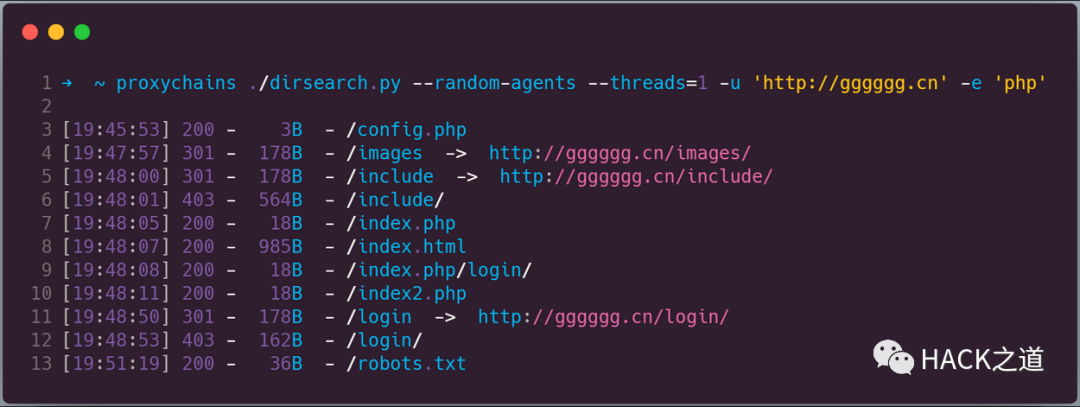 1 → ~ proxychains ./dirsearch.py --random-agents --threads=1 -u 'http://gggggg.cn' -e 'php'
2
3 [19:45:53] 200 - 3B - /config.php
4 [19:47:57] 301 - 178B - /images -> http://gggggg.cn/images/
5 [19:48:00] 301 - 178B - /include -> http://gggggg.cn/include/
6 [19:48:01] 403 - 564B - /include/
7 [19:48:05] 200 - 18B - /index.php
8 [19:48:07] 200 - 985B - /index.html
9 [19:48:08] 200 - 18B - /index.php/login/
10 [19:48:11] 200 - 18B - /index2.php
11 [19:48:50] 301 - 178B - /login -> http://gggggg.cn/login/
12 [19:48:53] 403 - 162B - /login/
13 [19:51:19] 200 - 36B - /robots.txt
HACK之道